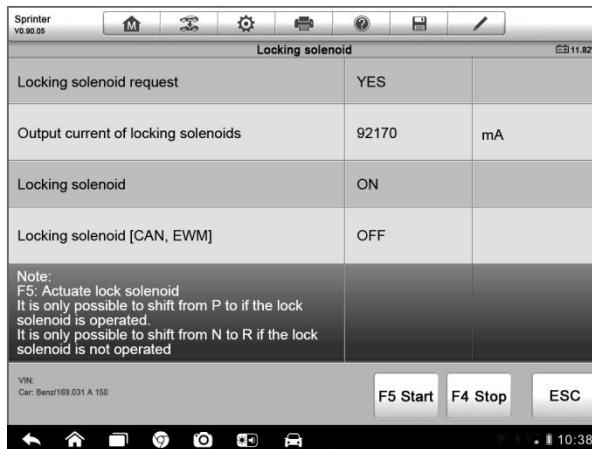 Sprinter
V0.90.05
M
Locking solenoid
11.82V
Locking solenoid request YES
Output current of locking solenoids 92170 mA
Locking solenoid ON
Locking solenoid [CAN, EWM] OFF
Note:
F5: Actuate lock solenoid
It is only possible to shift from P to if the lock
solenoid is operated.
It is only possible to shift from N to R if the lock
solenoid is not operated
VIN:
Car: Benz/169.031 A 150
F5 Start F4 Stop ESC
10:38